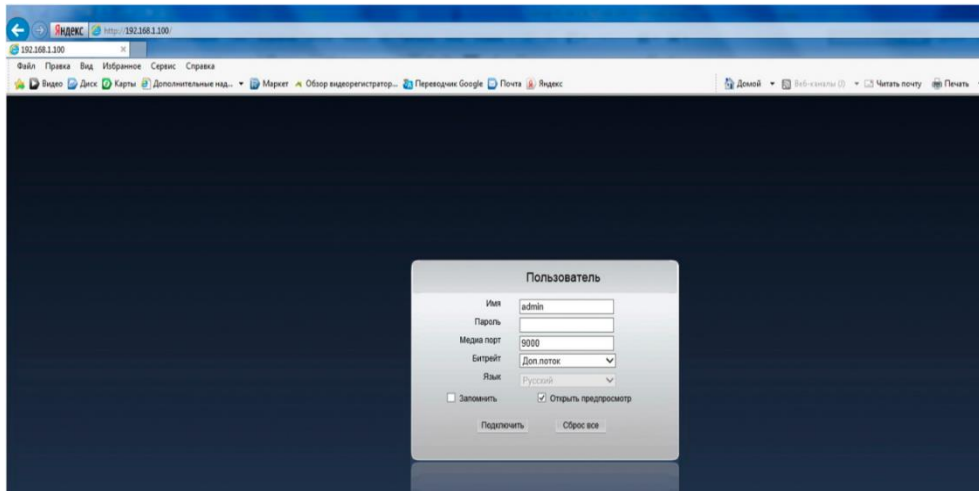 ЯНДЕКС http://192.168.1.100/
192.168.1.100 ×
Файл Правка Вид Избранное Сервис Справка
Видео Диск Карты Дополнительные над... Маркет Обзор видеорегистратор... Переводчик Google Почта Яндекс Домой Веб-каналы (J) Читать почту Печать
Пользователь
Имя admin
Пароль
Медиа порт 9000
Битрейт Доп.поток
Язык Русский
Запомнить Открыть предпросмотр
Подключить Сброс все